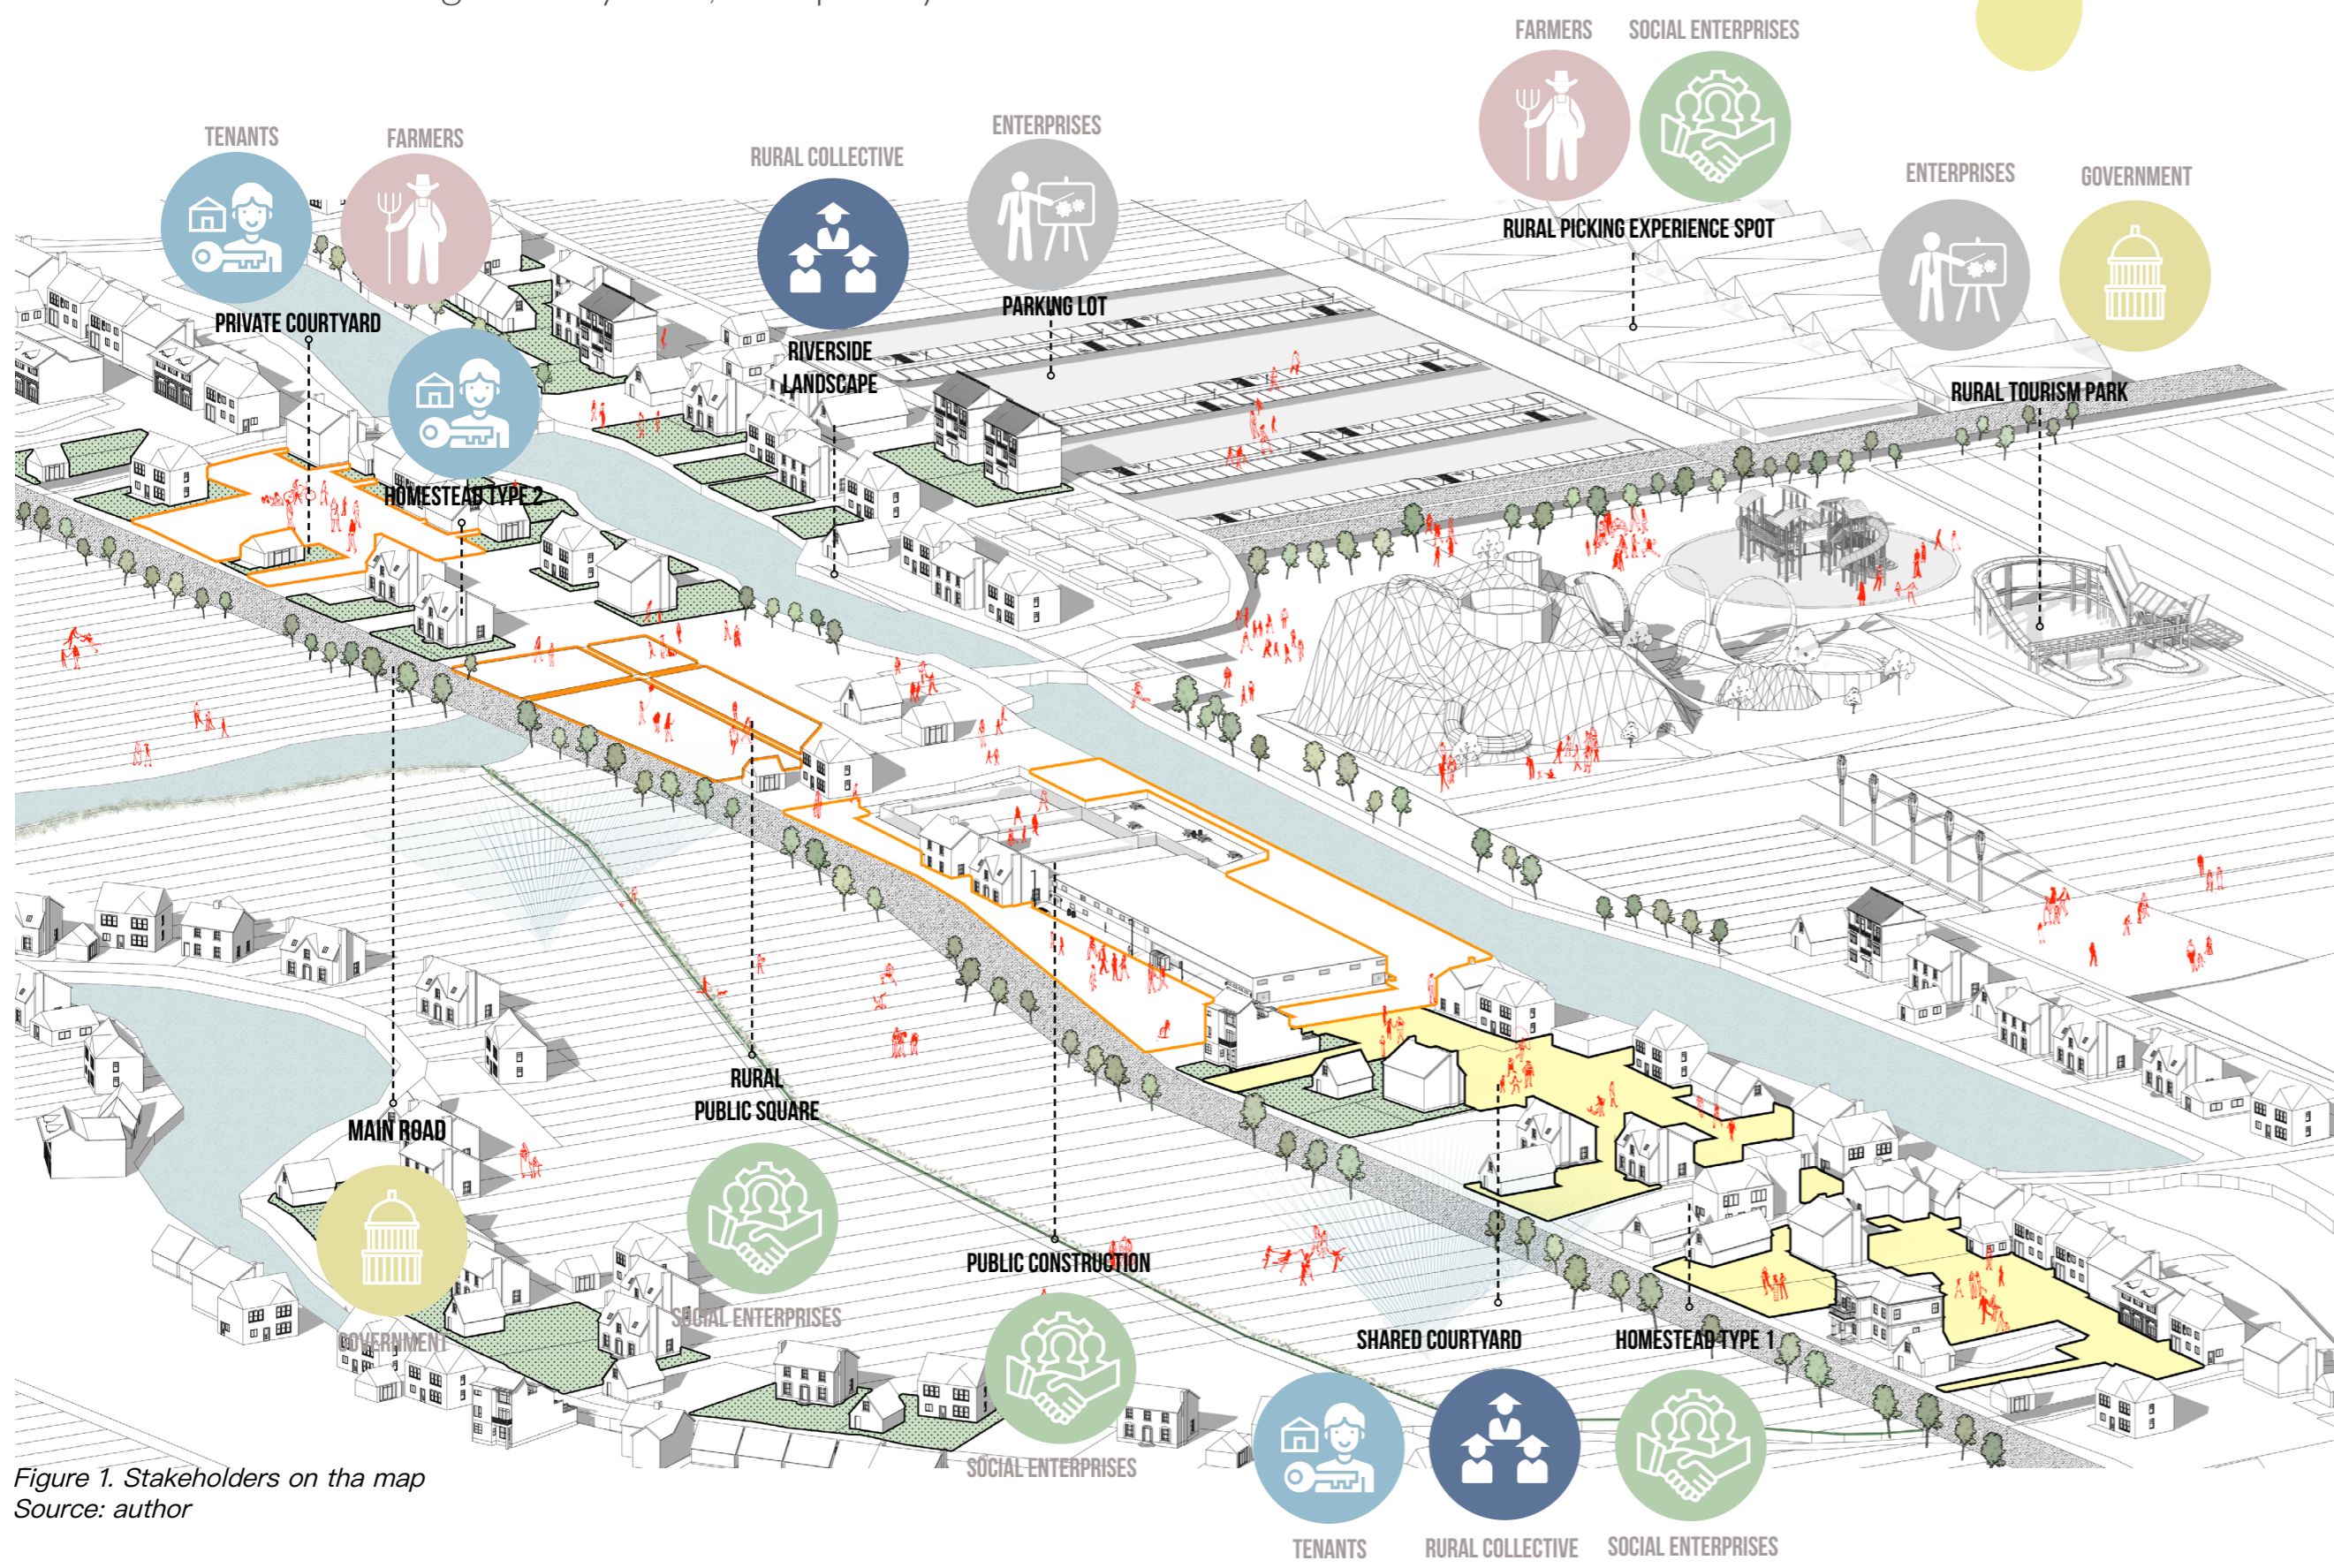 FARMERS
SOCIAL ENTERPRISES
ENTERPRISES
TENANTS
FARMERS
RURAL COLLECTIVE
ENTERPRISES
GOVERNMENT
RURAL PICKING EXPERIENCE SPOT
PARKING LOT
PRIVATE COURTYARD
RIVERSIDE
LANDSCAPE
RURAL TOURISM PARK
HOMESTEAD TYPE 2
RURAL
PUBLIC SQUARE
MAIN ROAD
PUBLIC CONSTRUCTION
SOCIAL ENTERPRISES
GOVERNMENT
SHARED COURTYARD
HOMESTEAD TYPE 1
SOCIAL ENTERPRISES
Figure 1. Stakeholders on tha map
Source: author
TENANTS
RURAL COLLECTIVE
SOCIAL ENTERPRISES